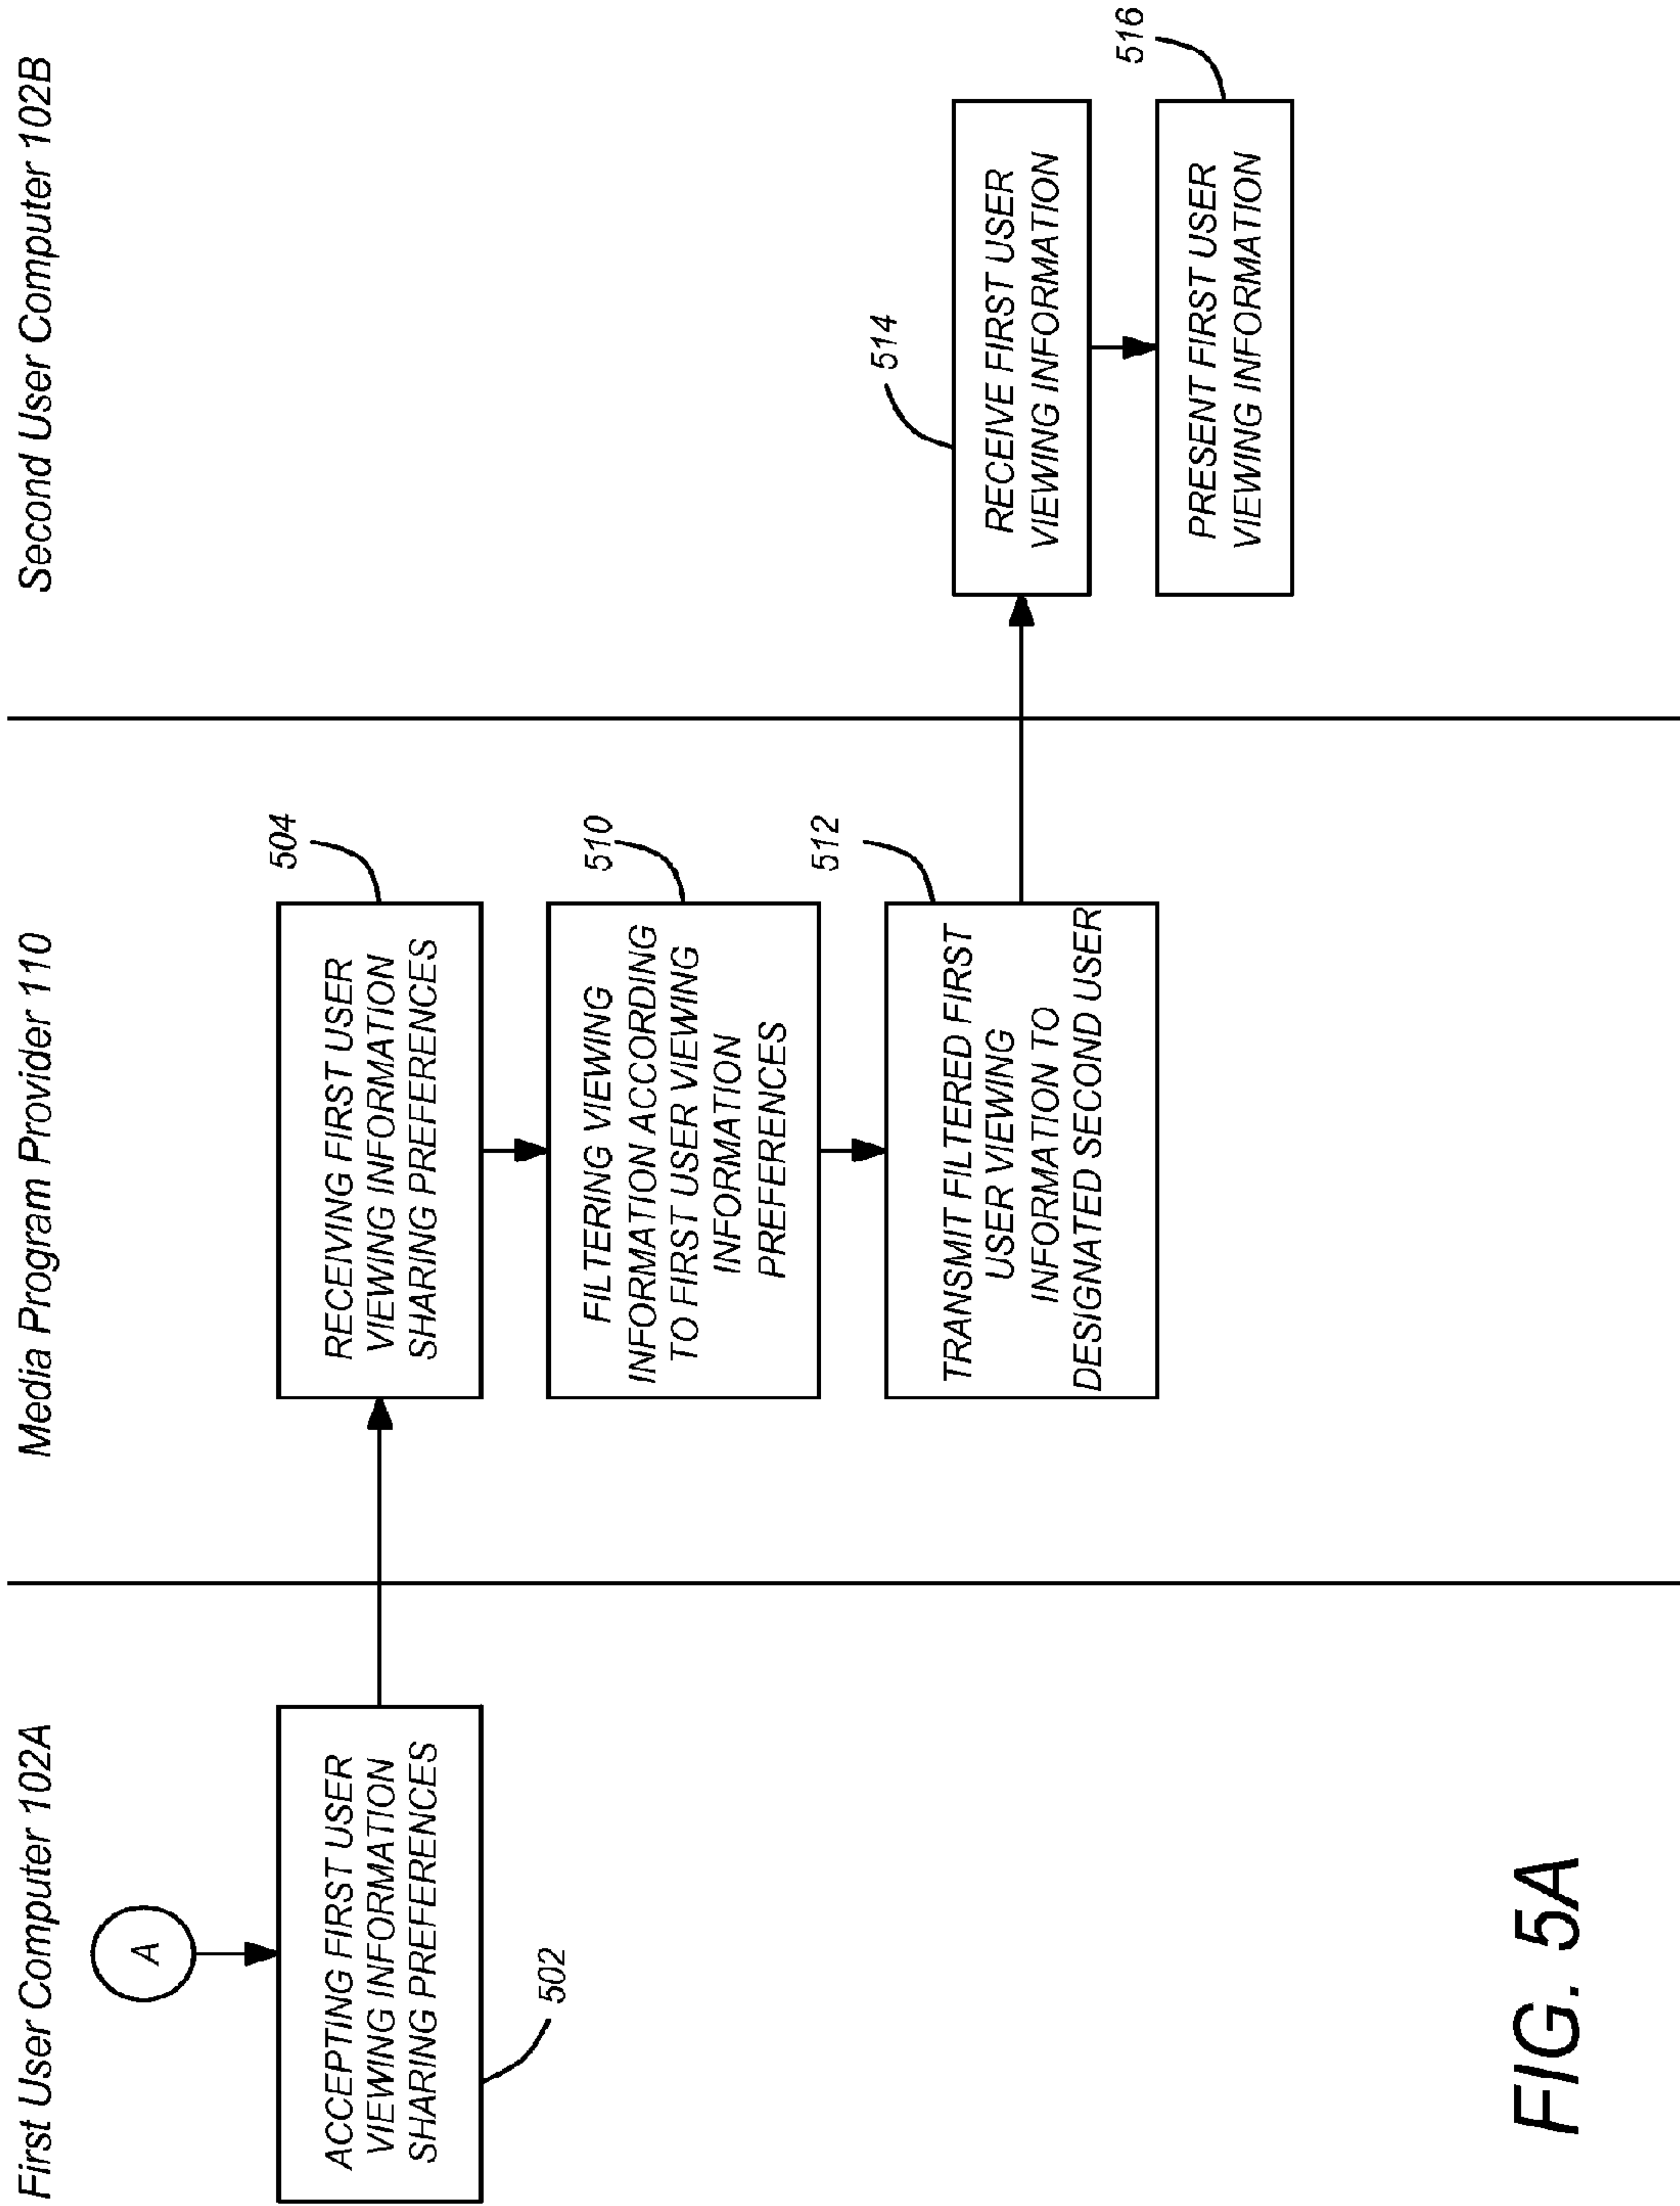 First User Computer 102A
Media Program Provider 110
Second User Computer 102B
A
ACCEPTING FIRST USER
VIEWING INFORMATION
SHARING PREFERENCES
502
504
RECEIVING FIRST USER
VIEWING INFORMATION
SHARING PREFERENCES
510
FILTERING VIEWING
INFORMATION ACCORDING
TO FIRST USER VIEWING
INFORMATION
PREFERENCES
512
TRANSMIT FILTERED FIRST
USER VIEWING
INFORMATION TO
DESIGNATED SECOND USER
514
RECEIVE FIRST USER
VIEWING INFORMATION
516
PRESENT FIRST USER
VIEWING INFORMATION
FIG. 5A